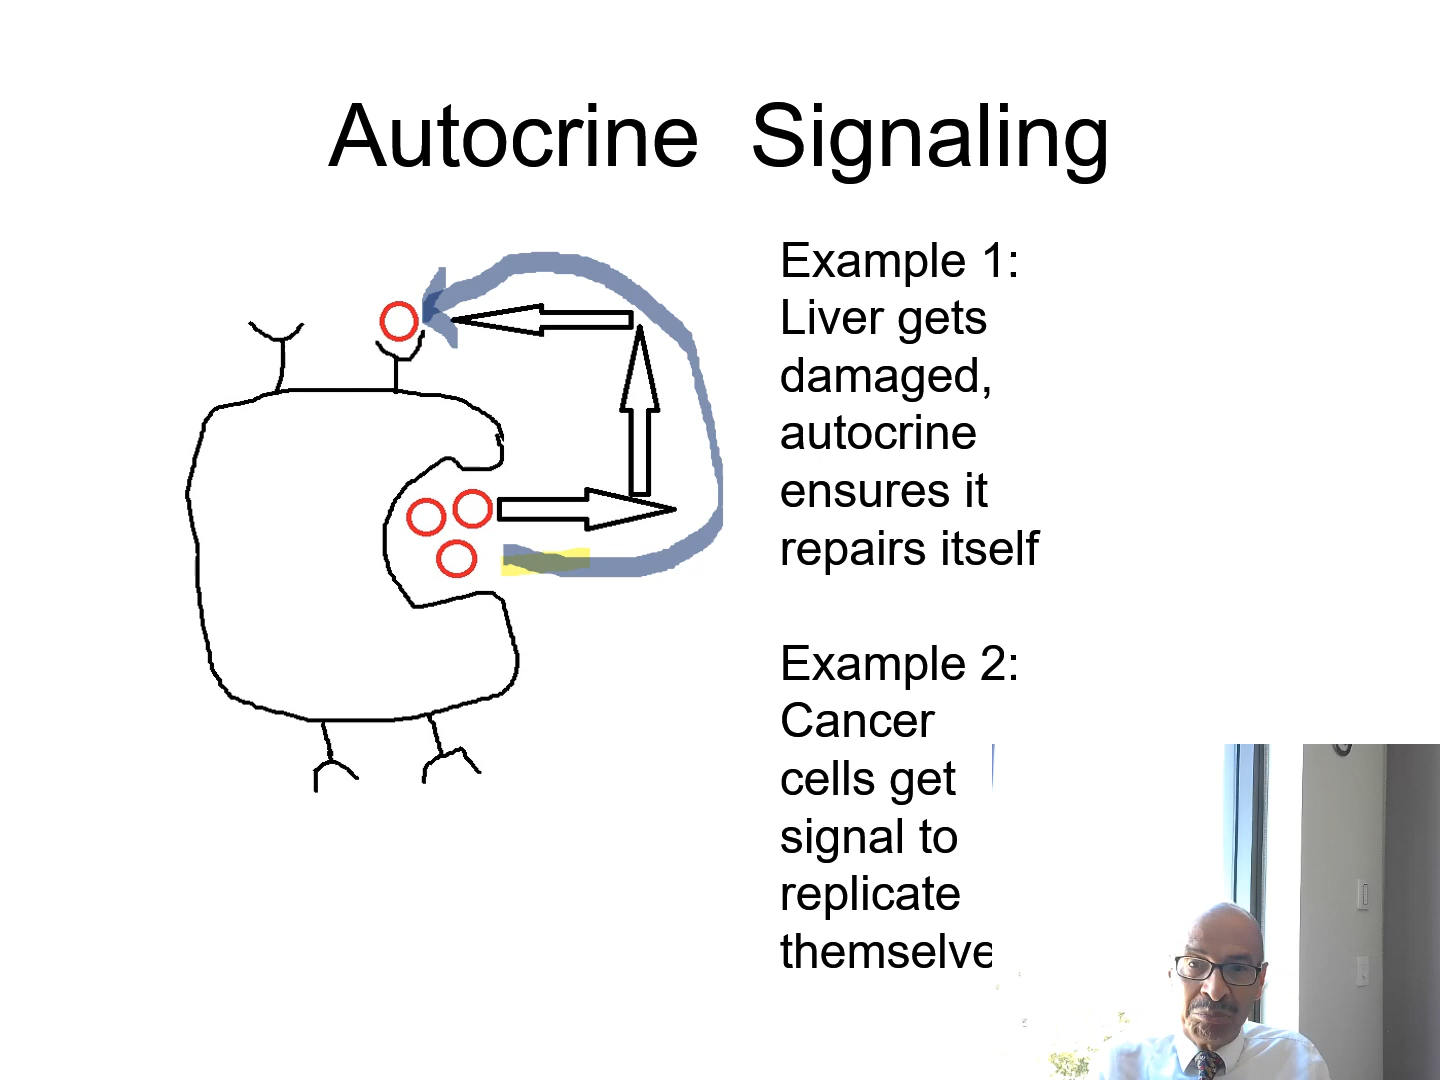 Autocrine Signaling
Example 1:
Liver gets
damaged,
autocrine
ensures it
repairs itself
Example 2:
Cancer
cells get
signal to
replicate
themselve